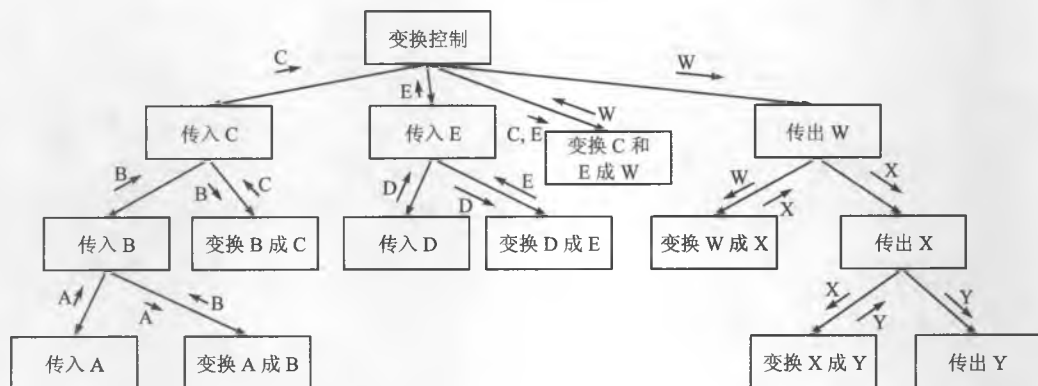 变换控制
C
E
W
C, E
W
传入 C
传入 E
变换 C 和
E 成 W
传出 W
B
B
C
D
D
E
W
X
X
传入 B
变换 B 成 C
传入 D
变换 D 成 E
变换 W 成 X
传出 X
A
A
B
X
Y
Y
传入 A
变换 A 成 B
变换 X 成 Y
传出 Y